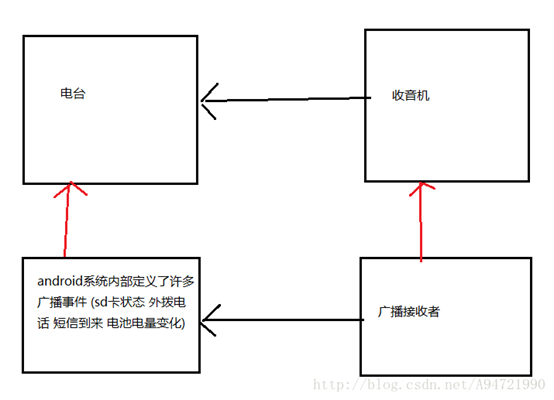 电台
收音机
android系统内部定义了许多
广播事件 (sd卡状态 外拨电
话 短信到来 电池电量变化)
广播接收者
http://blog.csdn.net/A94721990